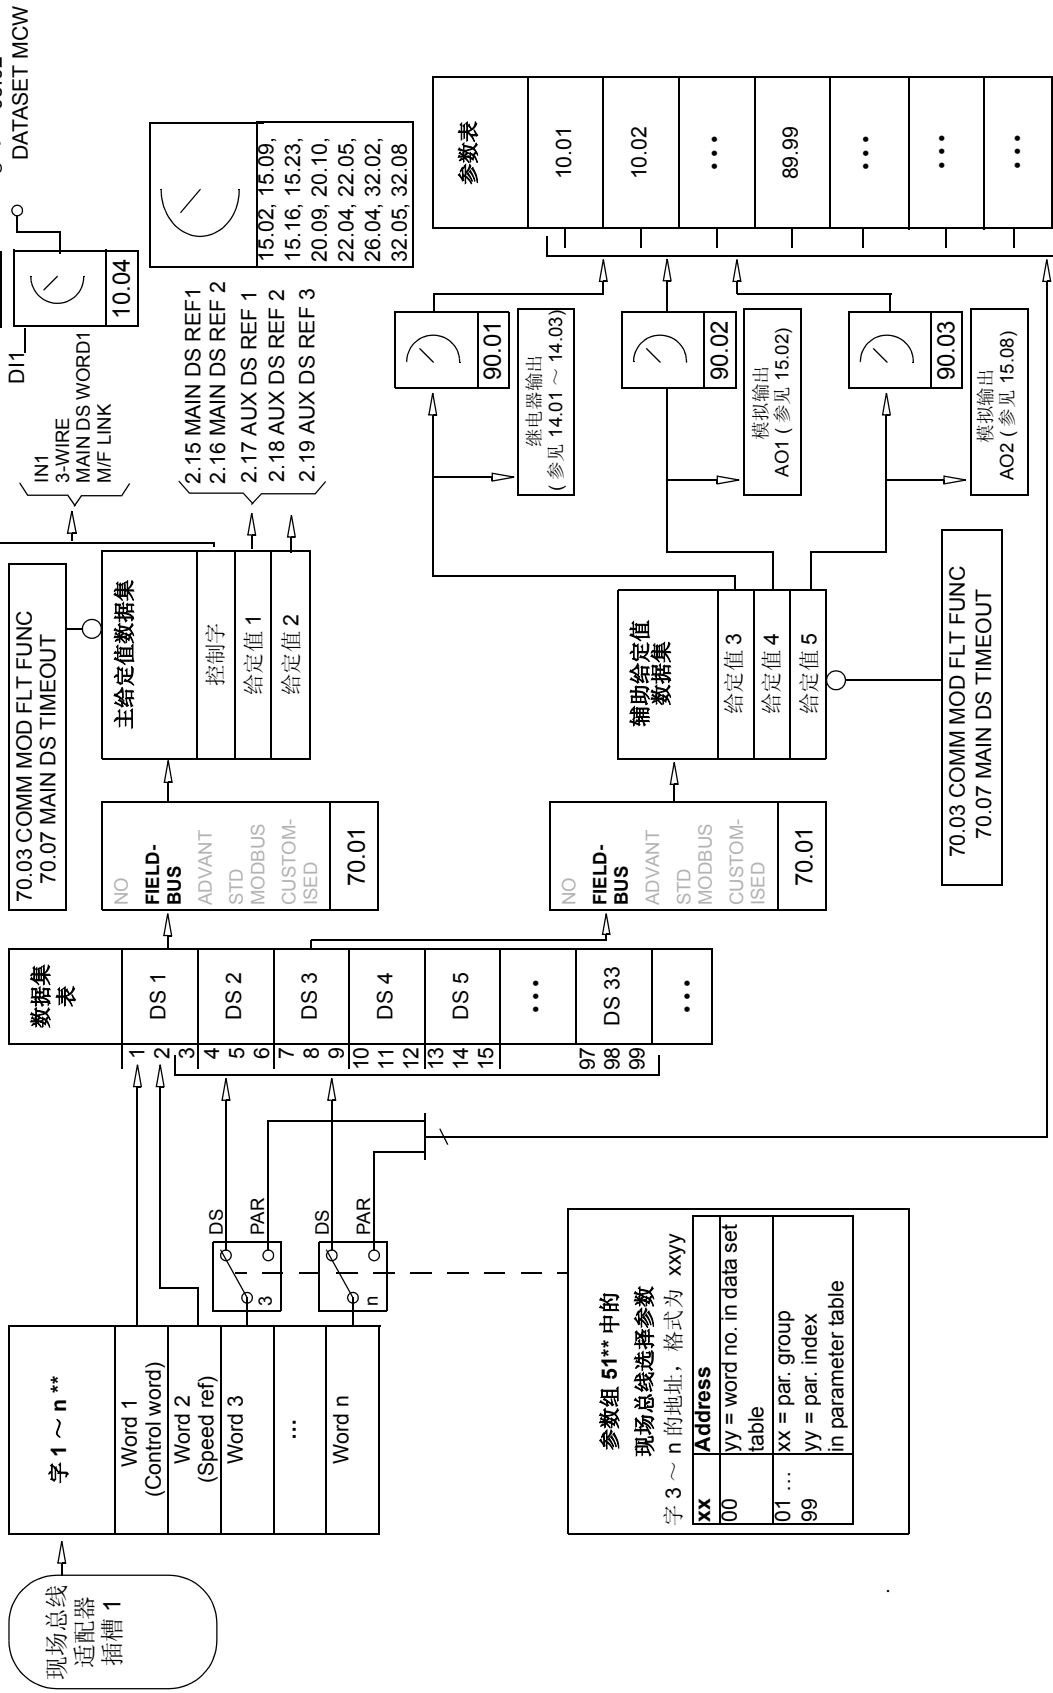 现场总线
适配器
插槽 1
字 1 ～ n **
Word 1
(Control word)
Word 2
(Speed ref)
Word 3
...
Word n
DS
PAR
3
DS
PAR
n
参数组 51** 中的
现场总线选择参数
字 3 ～ n 的地址，格式为 xxyy
xx Address
00 yy = word no. in data set
table
01 ... xx = par. group
99 yy = par. index
in parameter table
数据集
表
1
2
3
DS 1
4
5
6
DS 2
7
8
9
DS 3
10
11
12
DS 4
13
14
15
DS 5
...
97
98
99
DS 33
...
NO
FIELD-
BUS
ADVANT
STD
MODBUS
CUSTOM-
ISED
70.01
NO
FIELD-
BUS
ADVANT
STD
MODBUS
CUSTOM-
ISED
70.01
70.03 COMM MOD FLT FUNC
70.07 MAIN DS TIMEOUT
主给定值数据集
控制字
给定值 1
给定值 2
辅助给定值
数据集
给定值 3
给定值 4
给定值 5
70.03 COMM MOD FLT FUNC
70.07 MAIN DS TIMEOUT
IN1
3-WIRE
MAIN DS WORD1
M/F LINK
DI1
10.04
DATASET MCW
2.15 MAIN DS REF1
2.16 MAIN DS REF 2
2.17 AUX DS REF 1
2.18 AUX DS REF 2
2.19 AUX DS REF 3
15.02, 15.09,
15.16, 15.23,
20.09, 20.10,
22.04, 22.05,
26.04, 32.02,
32.05, 32.08
90.01
继电器输出
( 参见 14.01 ～ 14.03)
90.02
模拟输出
AO1 ( 参见 15.02)
90.03
模拟输出
AO2 ( 参见 15.08)
参数表
10.01
10.02
...
89.99
...
...
...